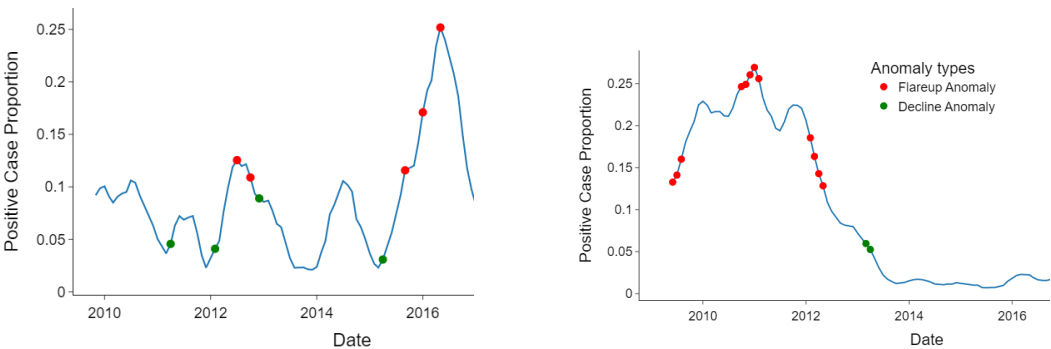 0.25
0.2
0.15
0.1
0.05
0
Positive Case Proportion
2010
2012
2014
2016
Date
Anomaly types
Flareup Anomaly
Decline Anomaly
0.25
0.2
0.15
0.1
0.05
0
Positive Case Proportion
2010
2012
2014
2016
Date